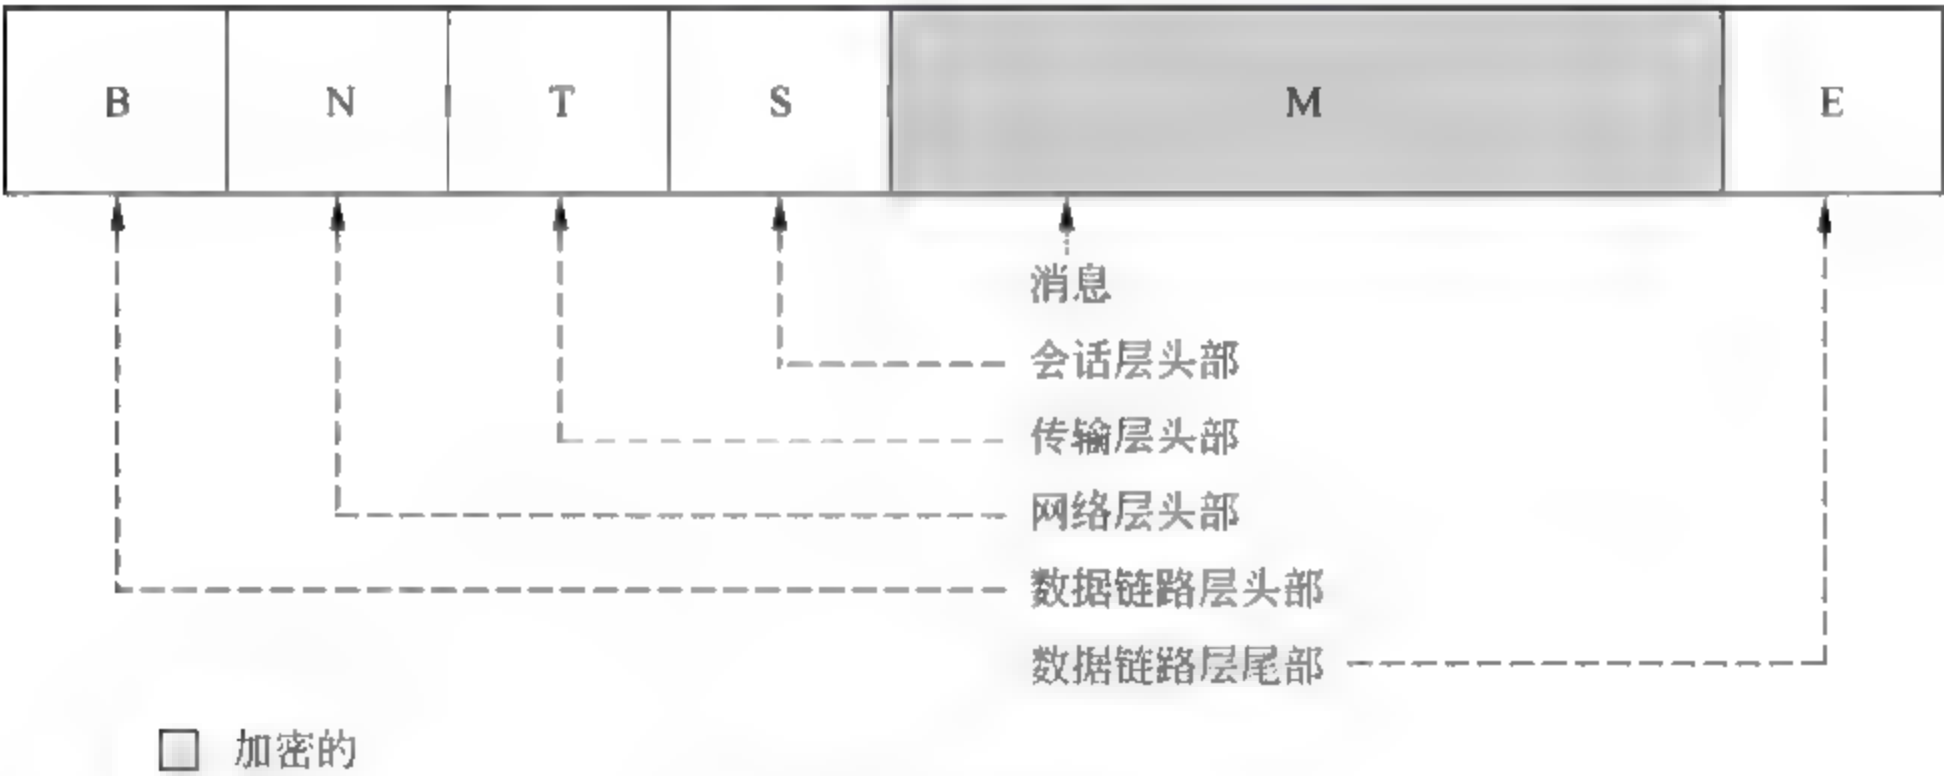 B N T S M E
消息
会话层头部
传输层头部
网络层头部
数据链路层头部
数据链路层尾部
加密的